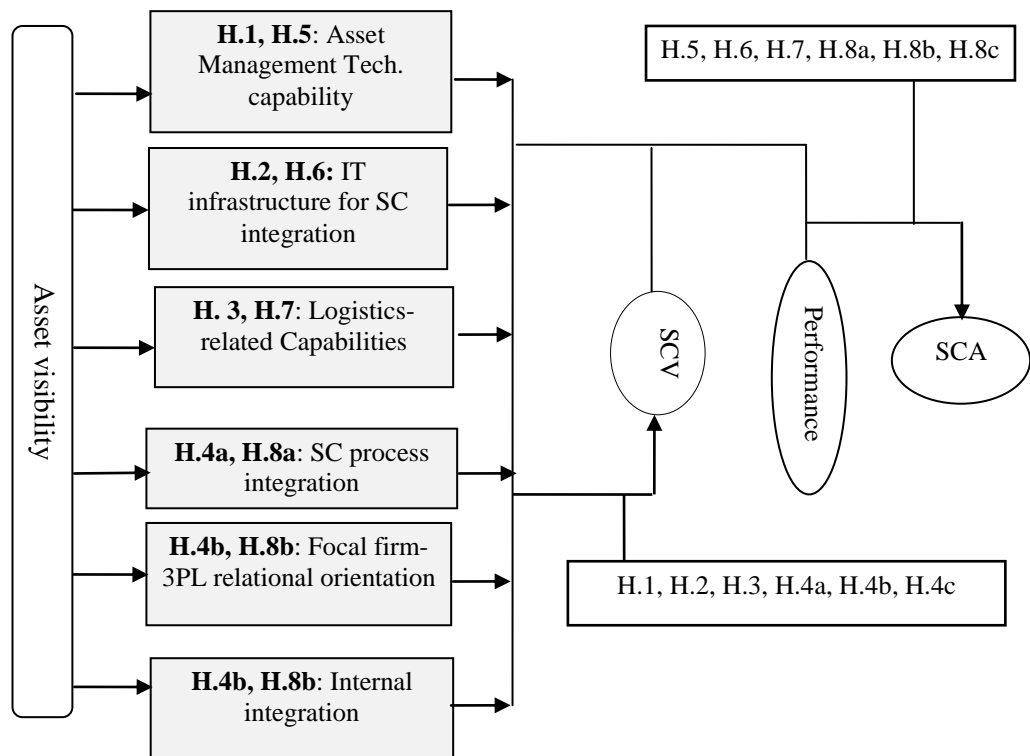 Asset visibility
H.1, H.5: Asset
Management Tech.
capability
H.2, H.6: IT
infrastructure for SC
integration
H. 3, H.7: Logistics-
related Capabilities
H.4a, H.8a: SC process
integration
H.4b, H.8b: Focal firm-
3PL relational orientation
H.4b, H.8b: Internal
integration
H.5, H.6, H.7, H.8a, H.8b, H.8c
SCV
Performance
SCA
H.1, H.2, H.3, H.4a, H.4b, H.4c